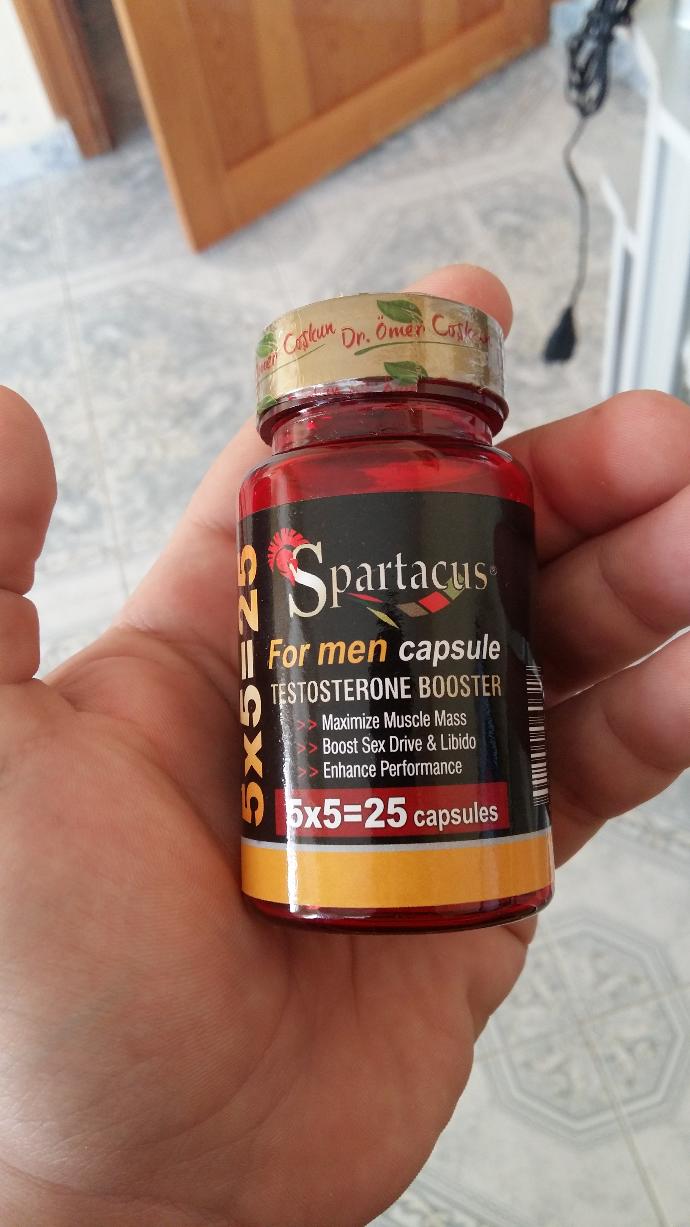 Coşkun Dr. Ömer Coşkun
Spartacus®
For men capsule
TESTOSTERONE BOOSTER
>> Maximize Muscle Mass
>> Boost Sex Drive & Libido
>> Enhance Performance
5x5=25 capsules
5x5=25